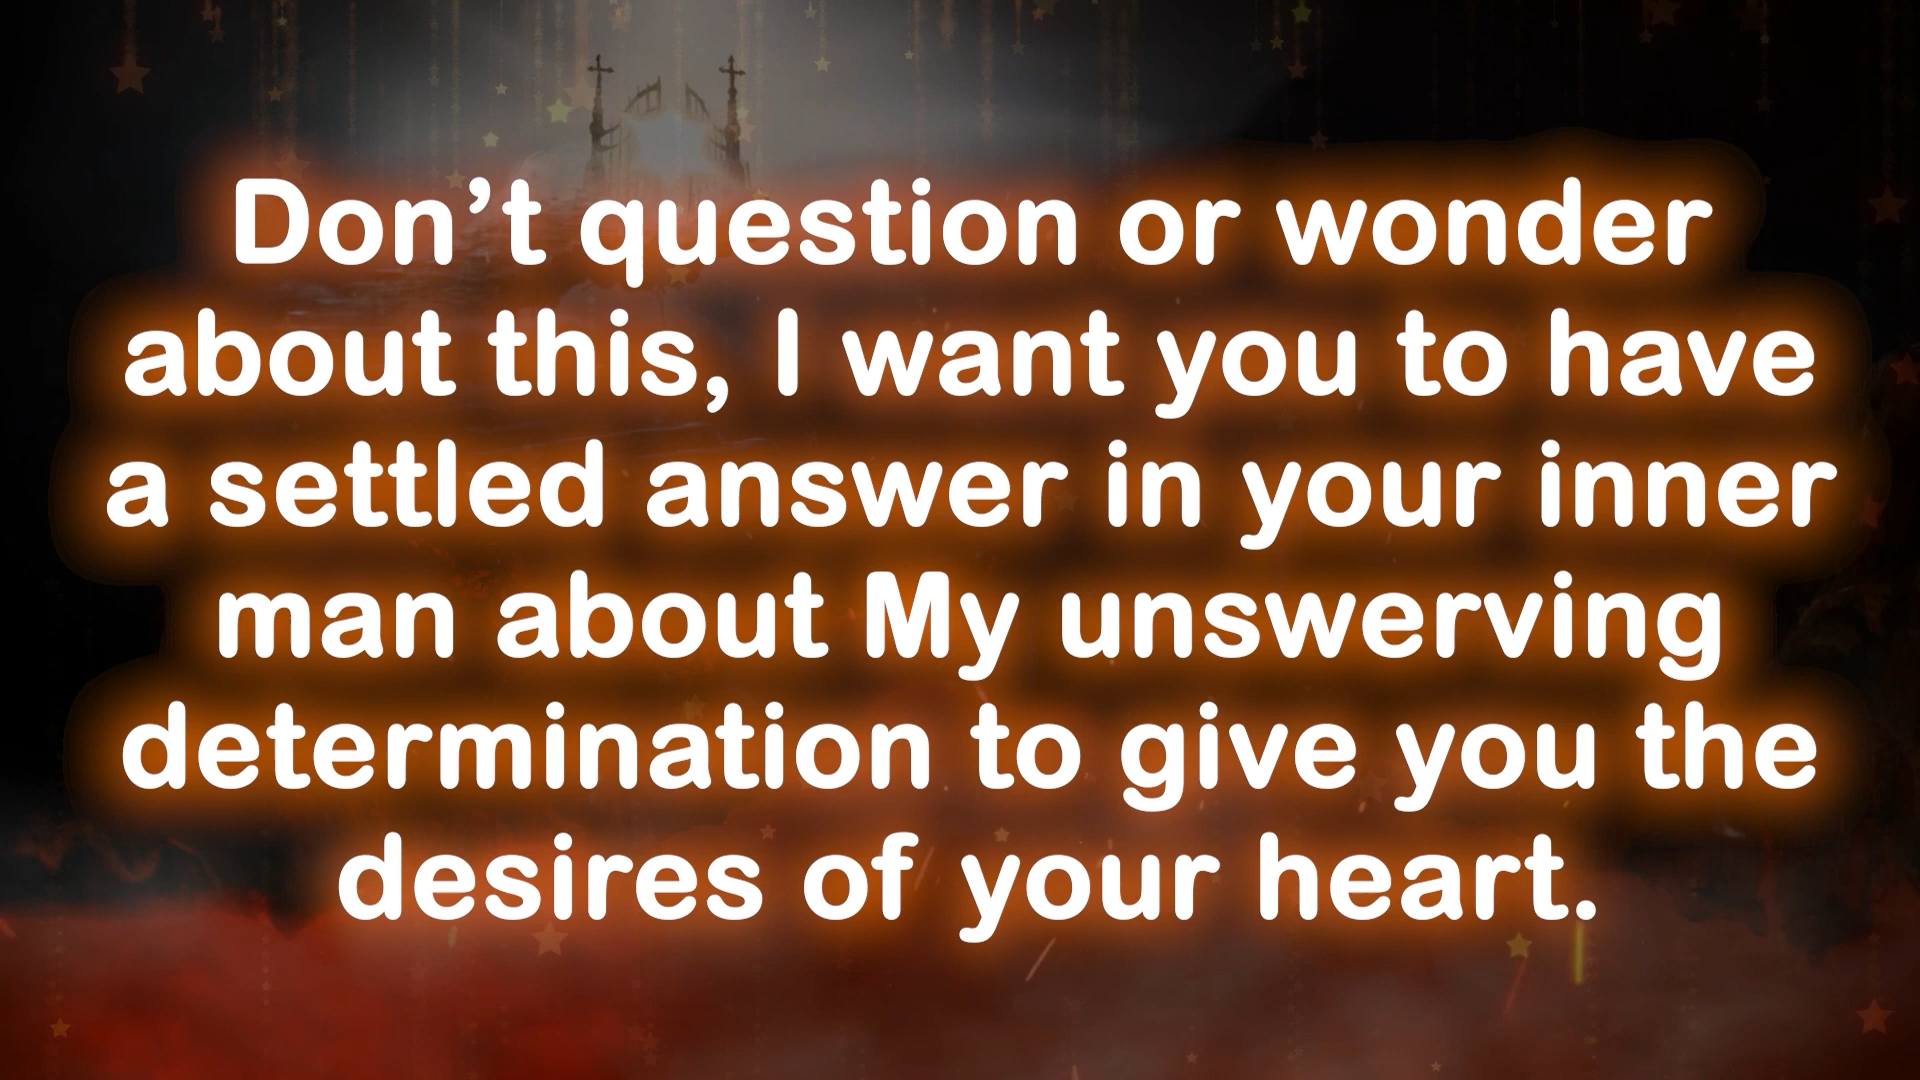 Don’t question or wonder
about this, I want you to have
a settled answer in your inner
man about My unswerving
determination to give you the
desires of your heart.